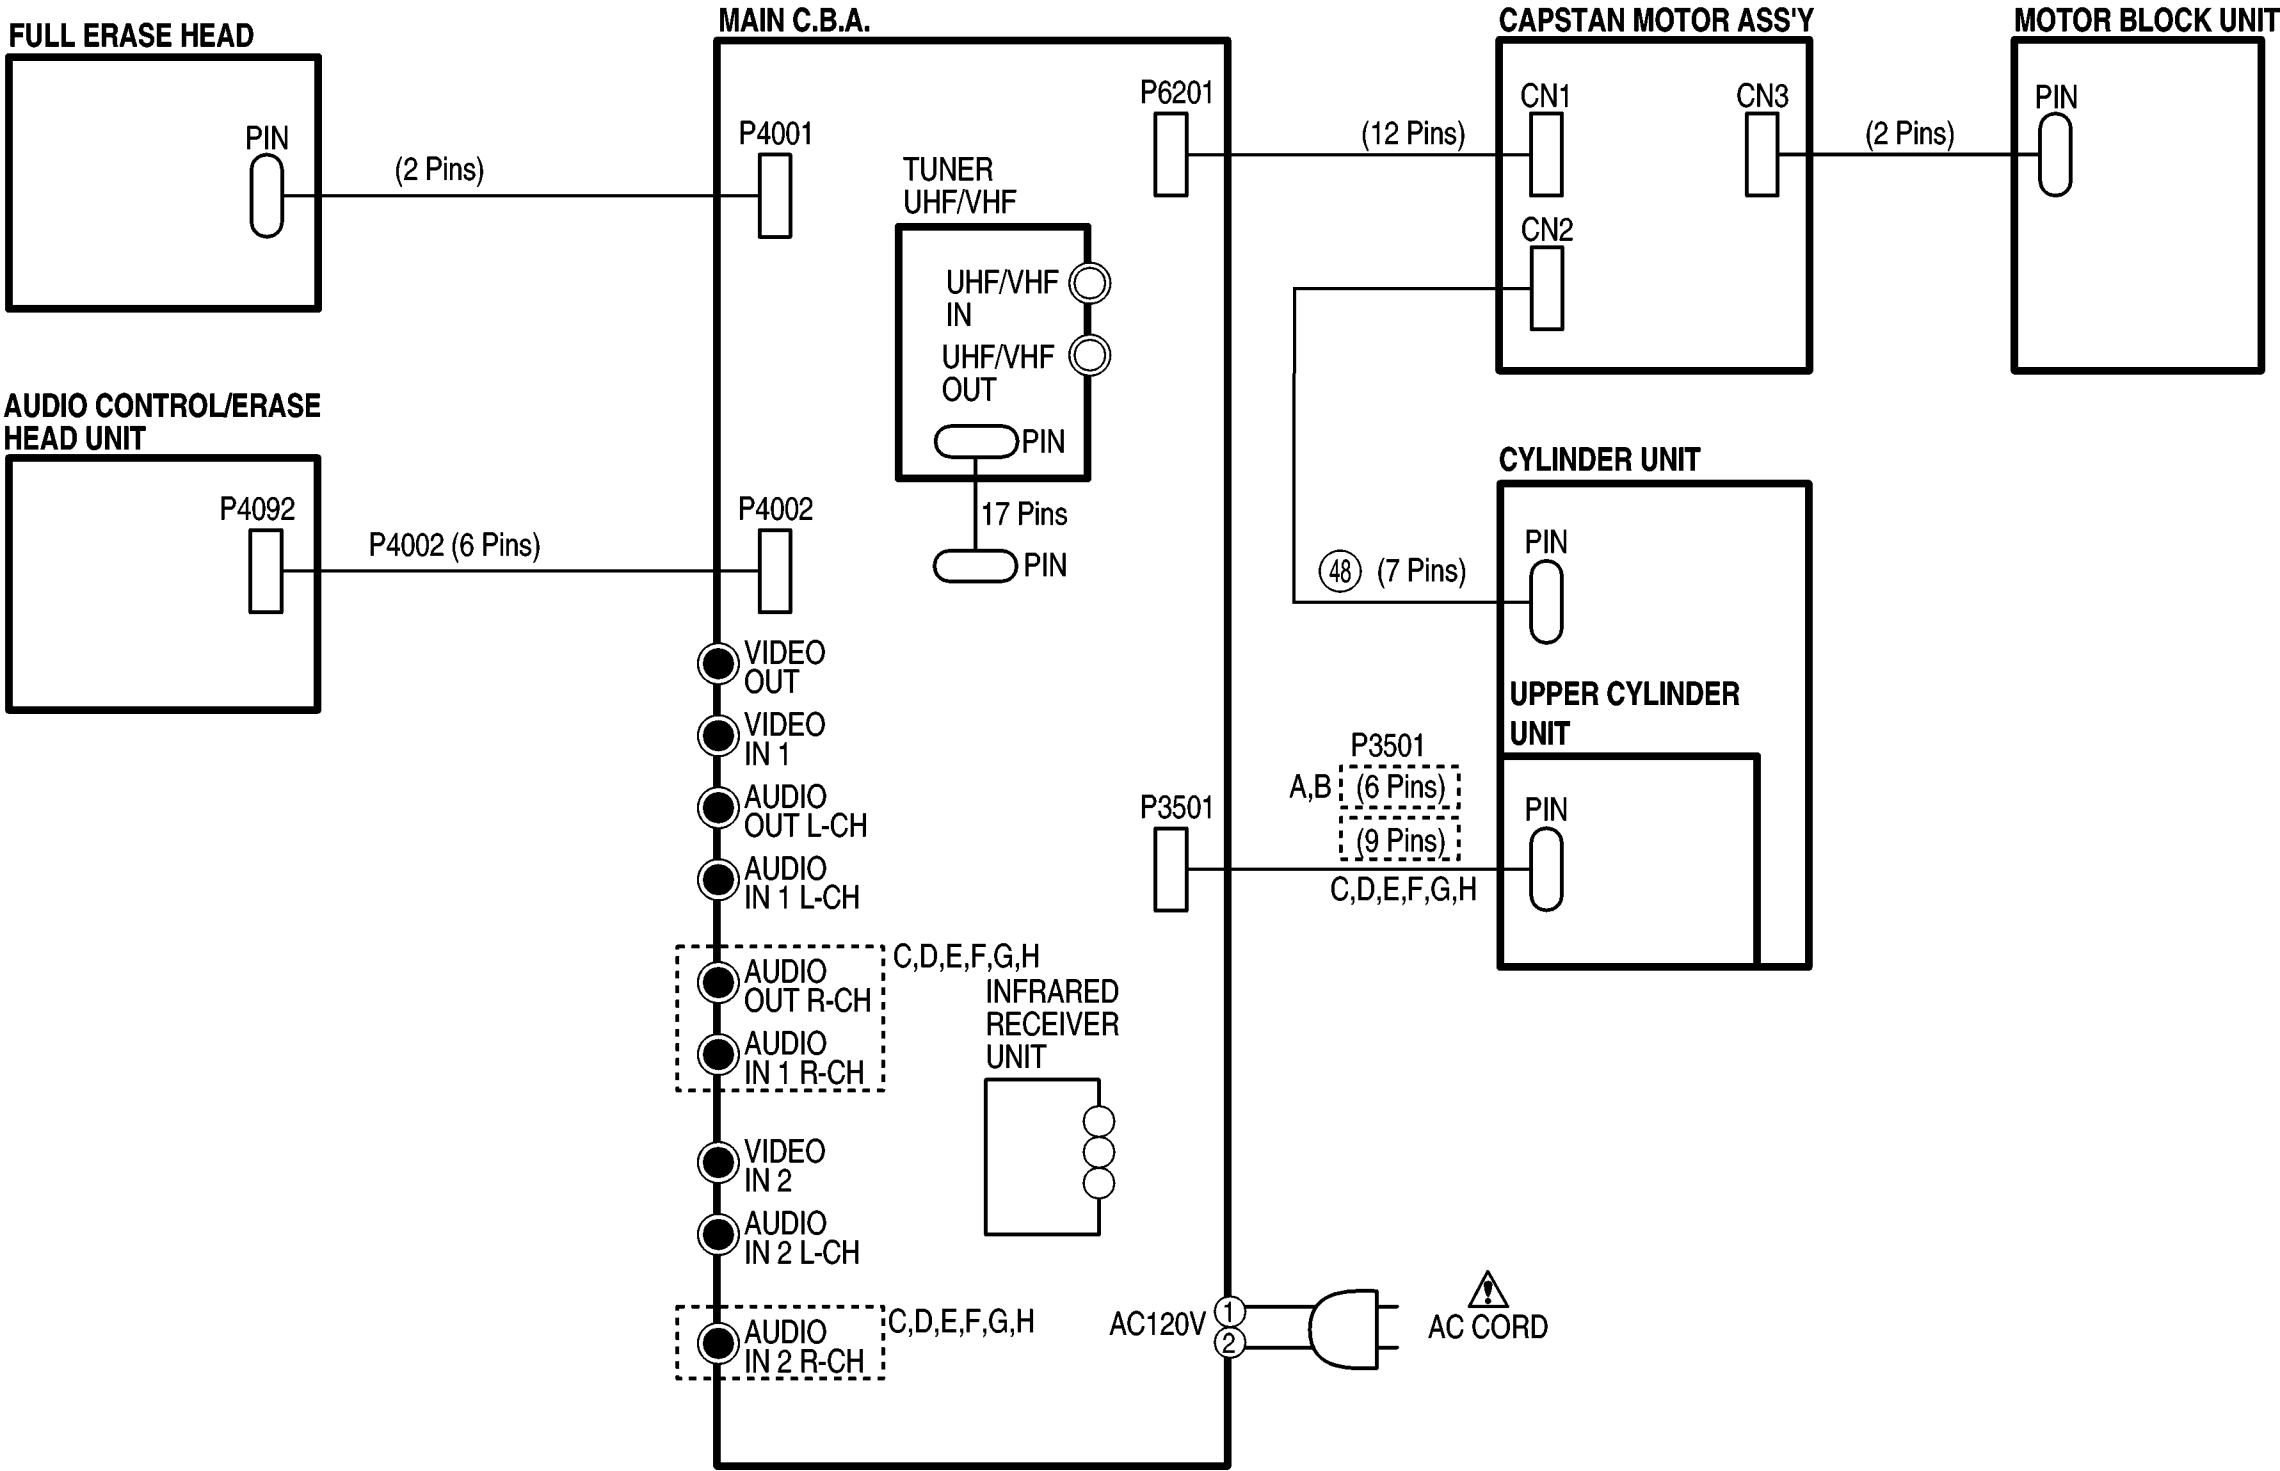 FULL ERASE HEAD
PIN
(2 Pins)
AUDIO CONTROL/ERASE
HEAD UNIT
P4092
P4002 (6 Pins)
MAIN C.B.A.
P4001
P6201
TUNER
UHF/VHF
UHF/VHF
IN
UHF/VHF
OUT
PIN
17 Pins
PIN
P4002
VIDEO
OUT
VIDEO
IN 1
AUDIO
OUT L-CH
AUDIO
IN 1 L-CH
C,D,E,F,G,H
AUDIO
OUT R-CH
AUDIO
IN 1 R-CH
VIDEO
IN 2
AUDIO
IN 2 L-CH
C,D,E,F,G,H
AUDIO
IN 2 R-CH
P3501
INFRARED
RECEIVER
UNIT
AC120V
1
2
!
AC CORD
CAPSTAN MOTOR ASS'Y
(12 Pins)
CN1
CN2
CN3
(2 Pins)
MOTOR BLOCK UNIT
PIN
CYLINDER UNIT
48 (7 Pins)
PIN
UPPER CYLINDER
UNIT
P3501
A,B (6 Pins)
(9 Pins)
C,D,E,F,G,H
PIN